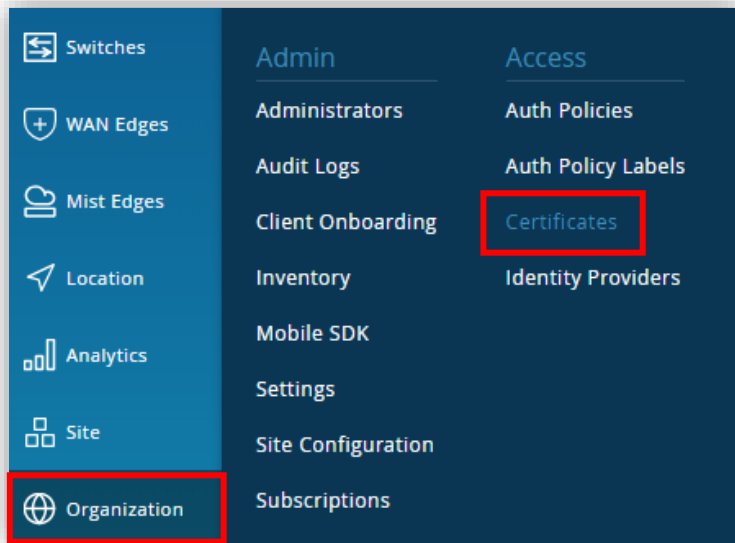 Switches
WAN Edges
Mist Edges
Location
Analytics
Site
Organization
Admin
Administrators
Audit Logs
Client Onboarding
Inventory
Mobile SDK
Settings
Site Configuration
Subscriptions
Access
Auth Policies
Auth Policy Labels
Certificates
Identity Providers